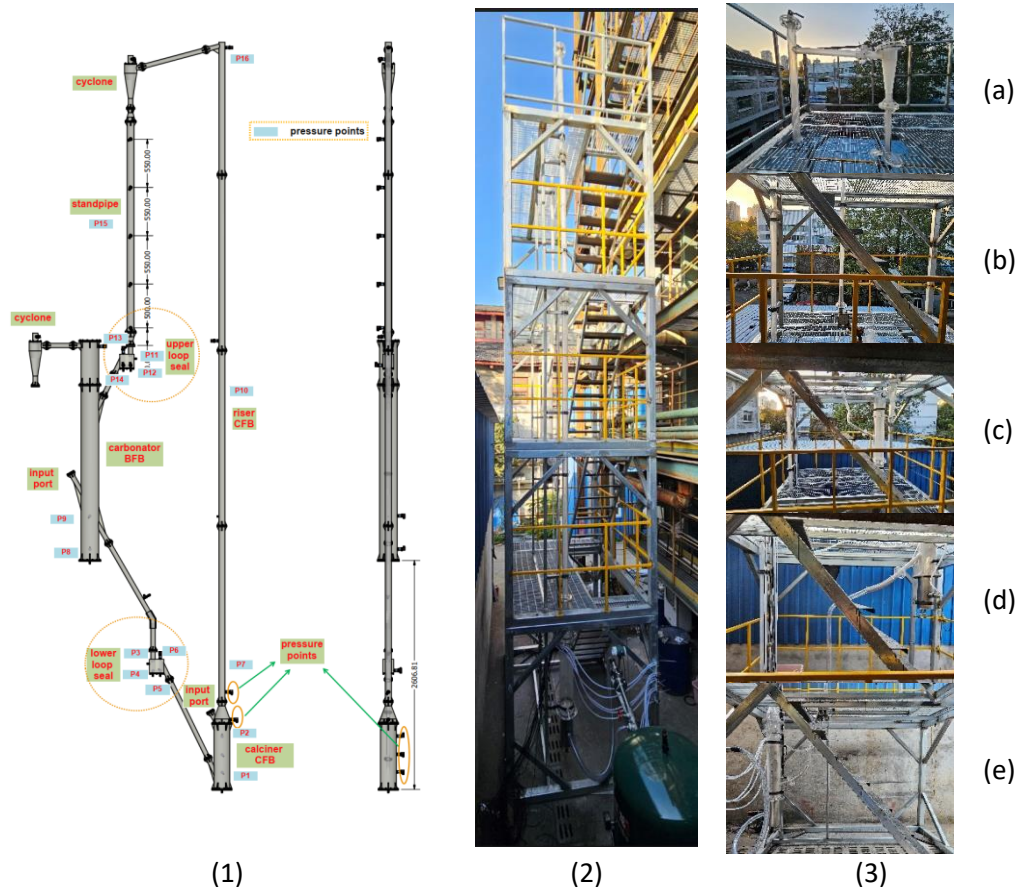 P16
cyclone
pressure points
550.00
550.00
standpipe
P15
550.00
500.00
cyclone
P13
P11
upper
loop
seal
P12
P14
P10
riser
CFB
carbonator
BFB
input
port
P9
P8
lower
loop
seal
P3
P6
P4
P5
input
port
P7
pressure
points
P2
calciner
CFB
P1
2606.81
(a)
(b)
(c)
(d)
(e)
(1)
(2)
(3)